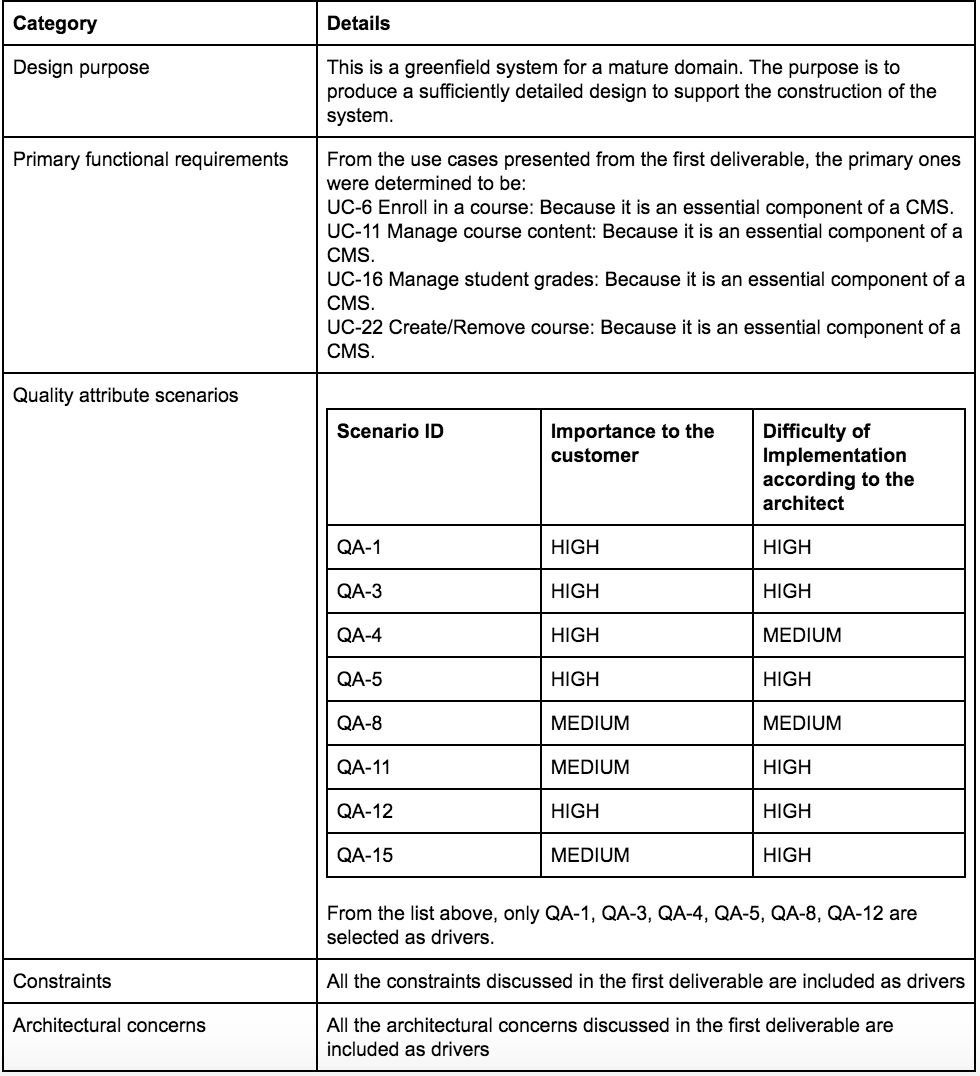 Category Details
Design purpose This is a greenfield system for a mature domain. The purpose is to
produce a sufficiently detailed design to support the construction of the
system.
Primary functional requirements From the use cases presented from the first deliverable, the primary ones
were determined to be:
UC-6 Enroll in a course: Because it is an essential component of a CMS.
UC-11 Manage course content: Because it is an essential component of a
CMS.
UC-16 Manage student grades: Because it is an essential component of a
CMS.
UC-22 Create/Remove course: Because it is an essential component of a
CMS.
Quality attribute scenarios
Scenario ID Importance to the Difficulty of
customer Implementation
according to the
architect
QA-1 HIGH HIGH
QA-3 HIGH HIGH
QA-4 HIGH MEDIUM
QA-5 HIGH HIGH
QA-8 MEDIUM MEDIUM
QA-11 MEDIUM HIGH
QA-12 HIGH HIGH
QA-15 MEDIUM HIGH
From the list above, only QA-1, QA-3, QA-4, QA-5, QA-8, QA-12 are
selected as drivers.
Constraints All the constraints discussed in the first deliverable are included as drivers
Architectural concerns All the architectural concerns discussed in the first deliverable are
included as drivers